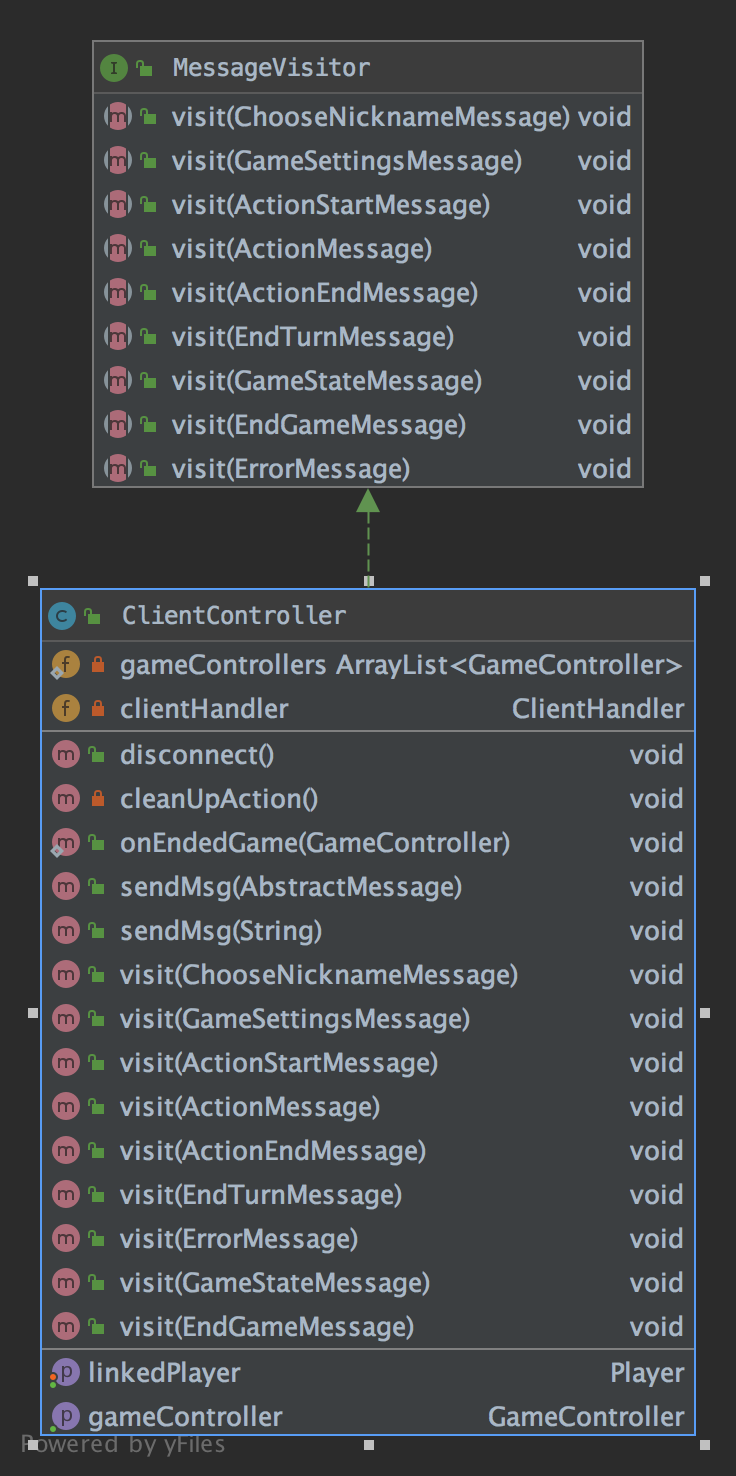 I MessageVisitor
m visit(ChooseNicknameMessage) void
m visit(GameSettingsMessage) void
m visit(ActionStartMessage) void
m visit(ActionMessage) void
m visit(ActionEndMessage) void
m visit(EndTurnMessage) void
m visit(GameStateMessage) void
m visit(EndGameMessage) void
m visit(ErrorMessage) void
C ClientController
f gameControllers ArrayList<GameController>
f clientHandler ClientHandler
m disconnect() void
m cleanUpAction() void
m onEndedGame(GameController) void
m sendMsg(AbstractMessage) void
m sendMsg(String) void
m visit(ChooseNicknameMessage) void
m visit(GameSettingsMessage) void
m visit(ActionStartMessage) void
m visit(ActionMessage) void
m visit(ActionEndMessage) void
m visit(EndTurnMessage) void
m visit(ErrorMessage) void
m visit(GameStateMessage) void
m visit(EndGameMessage) void
p linkedPlayer Player
p gameController GameController
Powered by yFiles